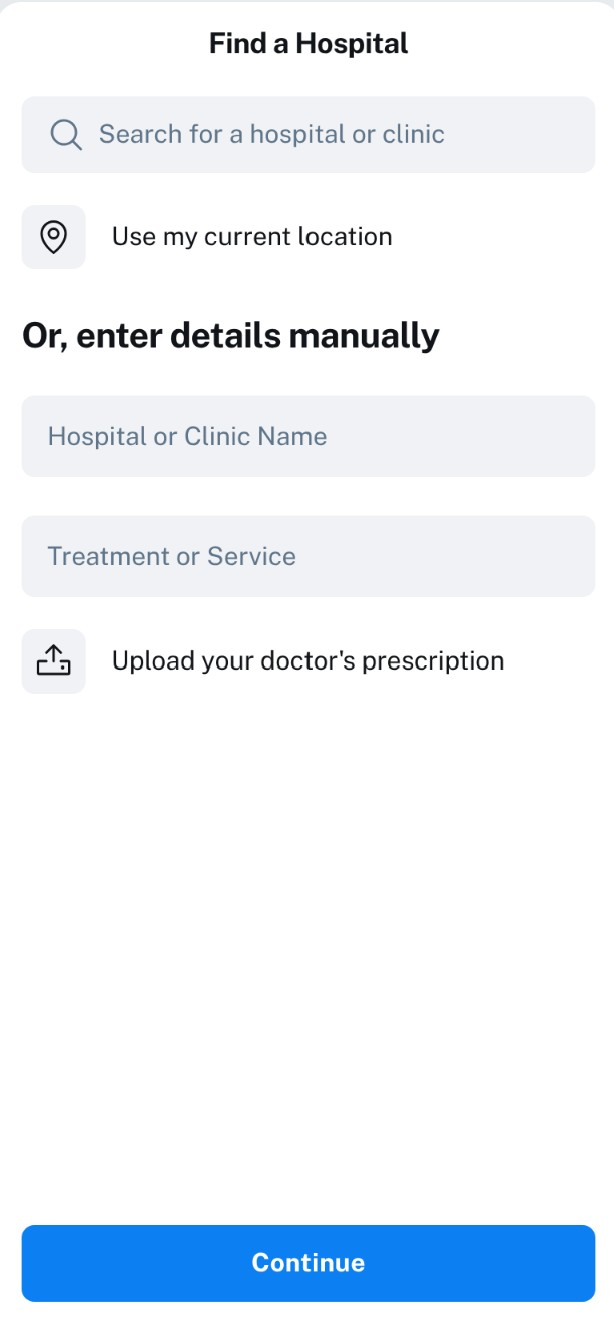 Find a Hospital
Search for a hospital or clinic
Use my current location
Or, enter details manually
Hospital or Clinic Name
Treatment or Service
Upload your doctor's prescription
Continue